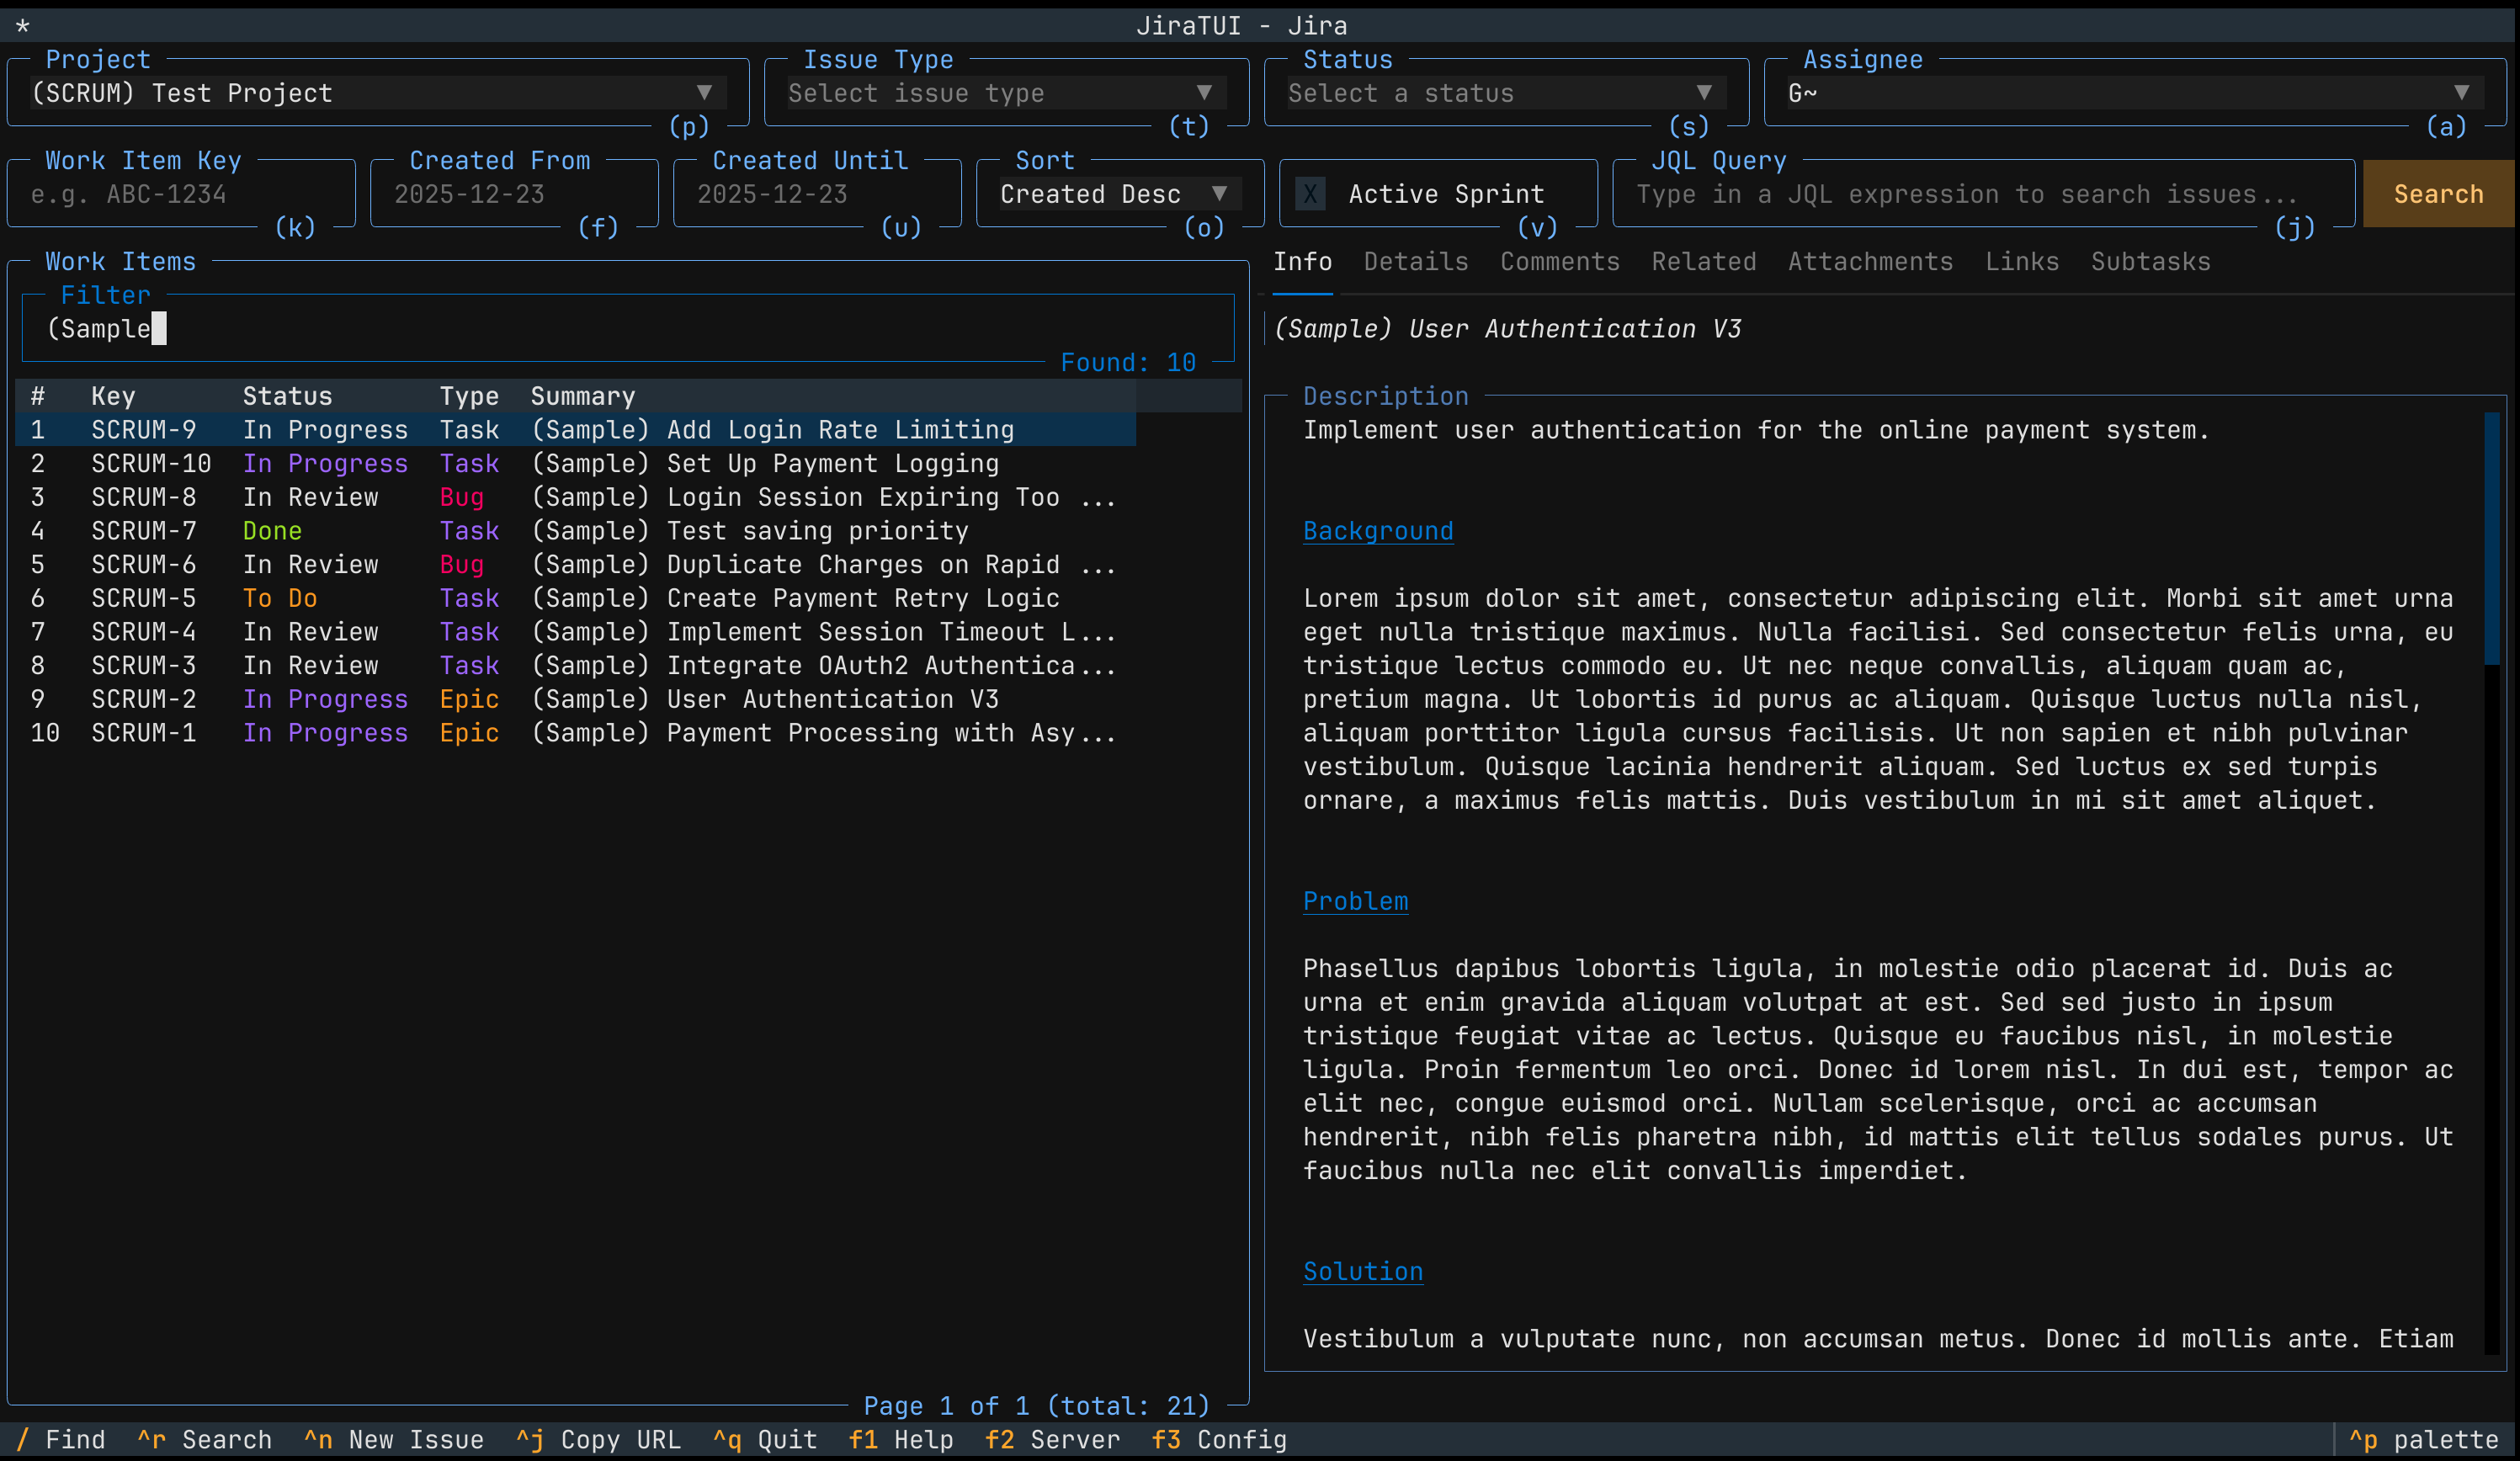 * JiraTUI - Jira
Project Issue Type Status Assignee
(SCRUM) Test Project ▼ Select issue type ▼ Select a status ▼ G~ ▼
(p) (t) (s) (a)
Work Item Key Created From Created Until Sort JQL Query
e.g. ABC-1234 2025-12-23 2025-12-23 Created Desc ▼ X Active Sprint Type in a JQL expression to search issues... Search
(k) (f) (u) (o) (v) (j)
Work Items
Filter
(Sample
Found: 10
# Key Status Type Summary
1 SCRUM-9 In Progress Task (Sample) Add Login Rate Limiting
2 SCRUM-10 In Progress Task (Sample) Set Up Payment Logging
3 SCRUM-8 In Review Bug (Sample) Login Session Expiring Too ...
4 SCRUM-7 Done Task (Sample) Test saving priority
5 SCRUM-6 In Review Bug (Sample) Duplicate Charges on Rapid ...
6 SCRUM-5 To Do Task (Sample) Create Payment Retry Logic
7 SCRUM-4 In Review Task (Sample) Implement Session Timeout L...
8 SCRUM-3 In Review Task (Sample) Integrate OAuth2 Authentica...
9 SCRUM-2 In Progress Epic (Sample) User Authentication V3
10 SCRUM-1 In Progress Epic (Sample) Payment Processing with Asy...
Page 1 of 1 (total: 21)
Info Details Comments Related Attachments Links Subtasks
(Sample) User Authentication V3
Description
Implement user authentication for the online payment system.
Background
Lorem ipsum dolor sit amet, consectetur adipiscing elit. Morbi sit amet urna
eget nulla tristique maximus. Nulla facilisi. Sed consectetur felis urna, eu
tristique lectus commodo eu. Ut nec neque convallis, aliquam quam ac,
pretium magna. Ut lobortis id purus ac aliquam. Quisque luctus nulla nisl,
aliquam porttitor ligula cursus facilisis. Ut non sapien et nibh pulvinar
vestibulum. Quisque lacinia hendrerit aliquam. Sed luctus ex sed turpis
ornare, a maximus felis mattis. Duis vestibulum in mi sit amet aliquet.
Problem
Phasellus dapibus lobortis ligula, in molestie odio placerat id. Duis ac
urna et enim gravida aliquam volutpat at est. Sed sed justo in ipsum
tristique feugiat vitae ac lectus. Quisque eu faucibus nisl, in molestie
ligula. Proin fermentum leo orci. Donec id lorem nisl. In dui est, tempor ac
elit nec, congue euismod orci. Nullam scelerisque, orci ac accumsan
hendrerit, nibh felis pharetra nibh, id mattis elit tellus sodales purus. Ut
faucibus nulla nec elit convallis imperdiet.
Solution
Vestibulum a vulputate nunc, non accumsan metus. Donec id mollis ante. Etiam
/ Find ^r Search ^n New Issue ^j Copy URL ^q Quit f1 Help f2 Server f3 Config ^p palette